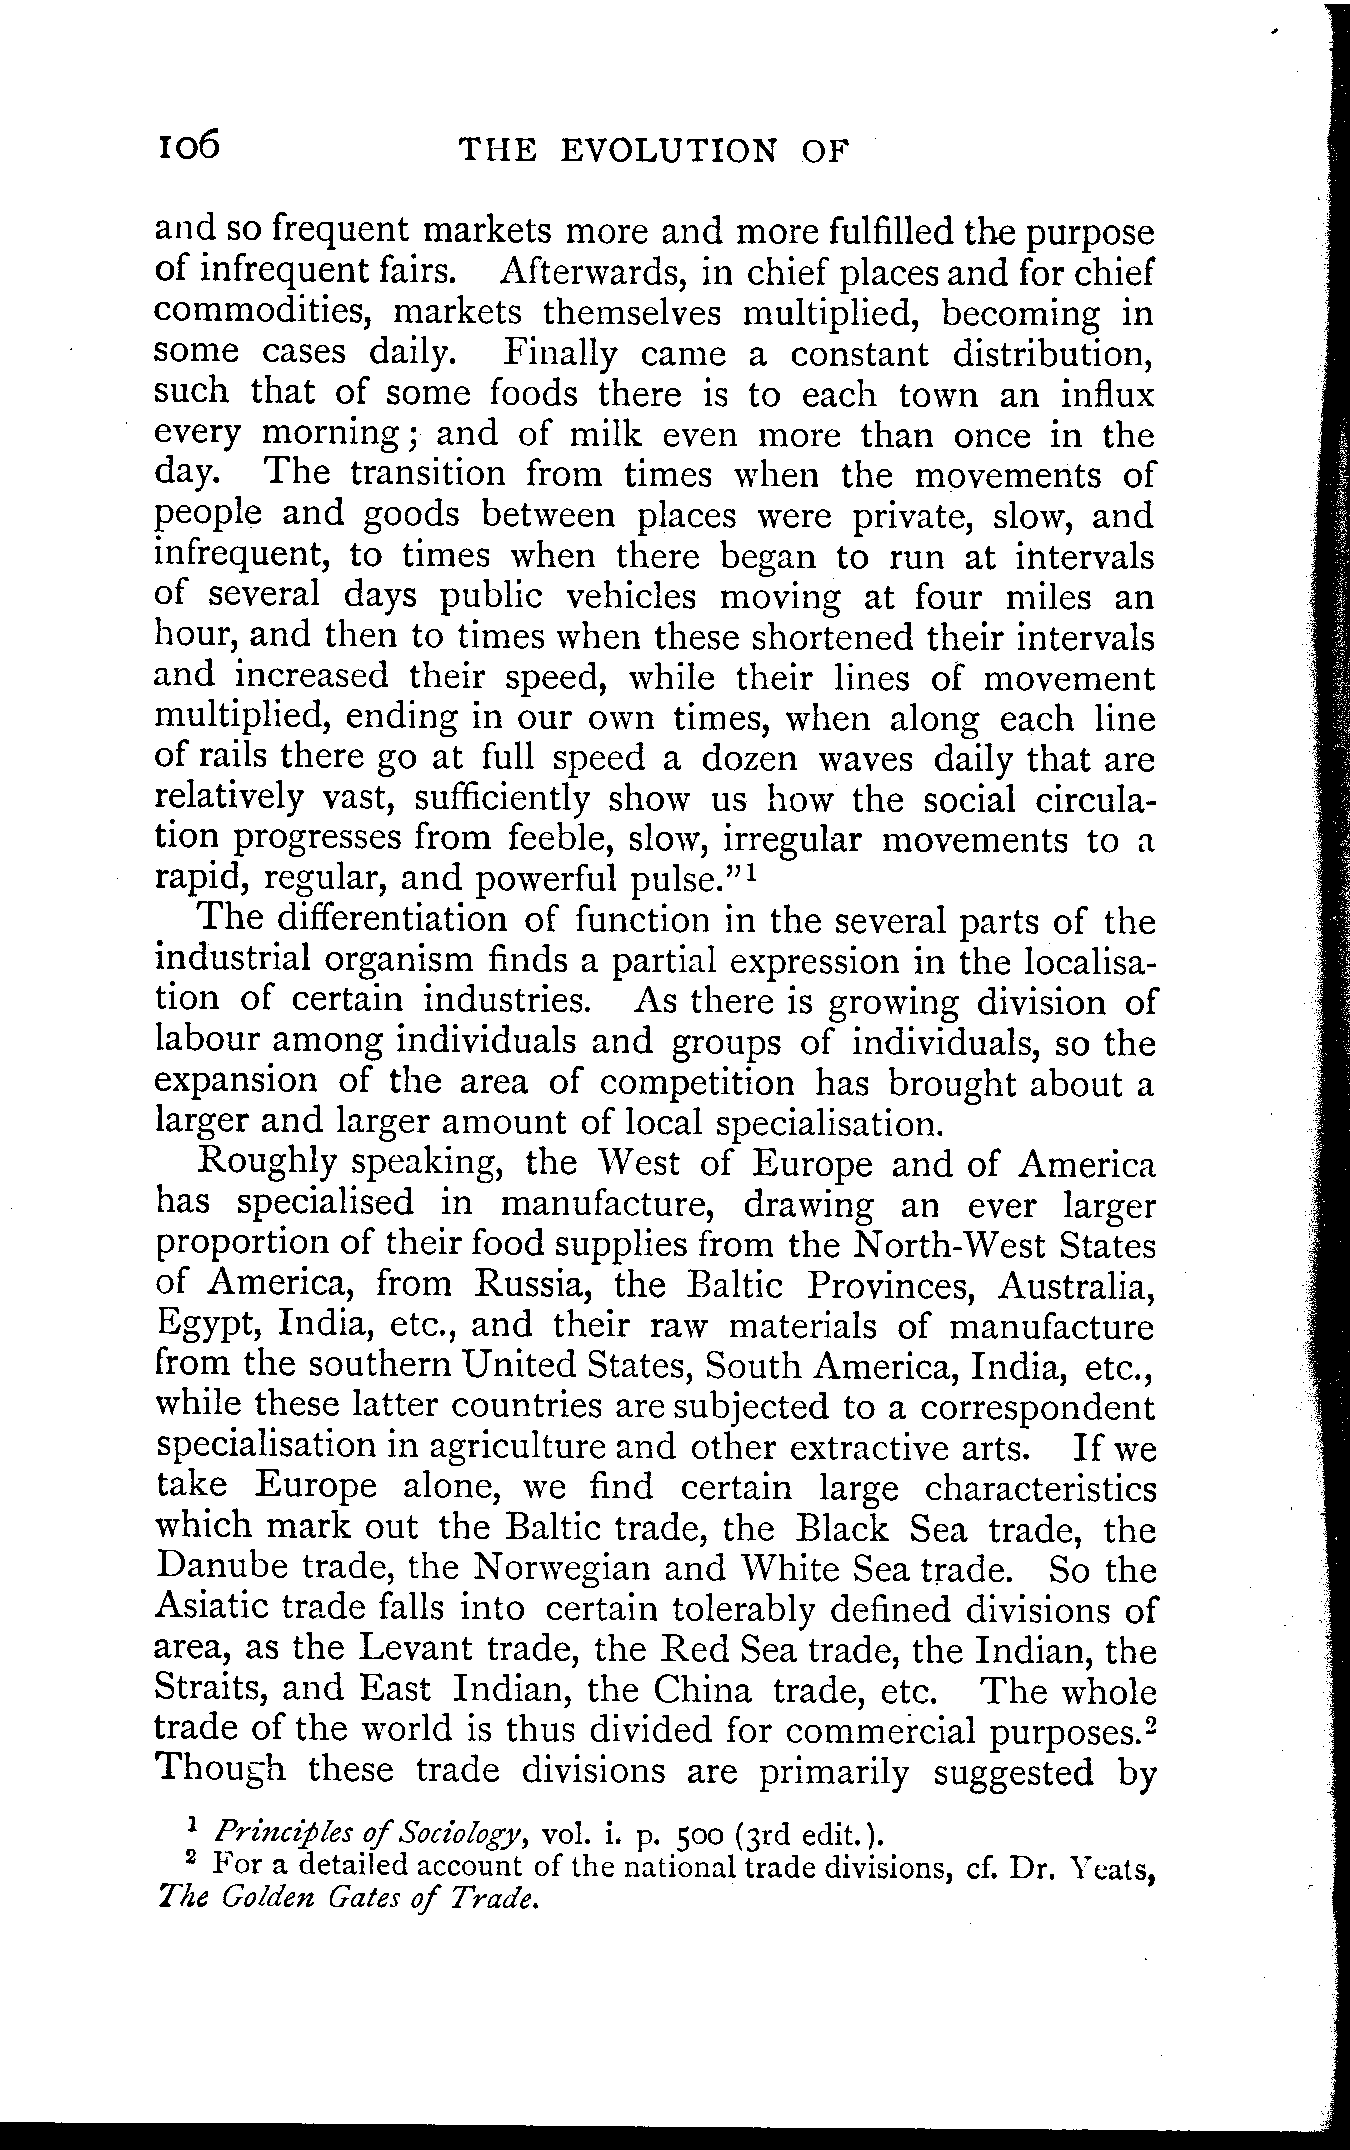 106 THE EVOLUTION OF
and so frequent markets more and more fulfilled the purpose
of infrequent fairs. Afterwards, in chief places and for chief
commodities, markets themselves multiplied, becoming in
some cases daily. Finally came a constant distribution,
such that of some foods there is to each town an influx
every morning; and of milk even more than once in the
day. The transition from times when the movements of
people and goods between places were private, slow, and
infrequent, to times when there began to run at intervals
of several days public vehicles moving at four miles an
hour, and then to times when these shortened their intervals
and increased their speed, while their lines of movement
multiplied, ending in our own times, when along each line
of rails there go at full speed a dozen waves daily that are
relatively vast, sufficiently show us how the social circula-
tion progresses from feeble, slow, irregular movements to a
rapid, regular, and powerful pulse."¹
The differentiation of function in the several parts of the
industrial organism finds a partial expression in the localisa-
tion of certain industries. As there is growing division of
labour among individuals and groups of individuals, so the
expansion of the area of competition has brought about a
larger and larger amount of local specialisation.
Roughly speaking, the West of Europe and of America
has specialised in manufacture, drawing an ever larger
proportion of their food supplies from the North-West States
of America, from Russia, the Baltic Provinces, Australia,
Egypt, India, etc., and their raw materials of manufacture
from the southern United States, South America, India, etc.,
while these latter countries are subjected to a correspondent
specialisation in agriculture and other extractive arts. If we
take Europe alone, we find certain large characteristics
which mark out the Baltic trade, the Black Sea trade, the
Danube trade, the Norwegian and White Sea trade. So the
Asiatic trade falls into certain tolerably defined divisions of
area, as the Levant trade, the Red Sea trade, the Indian, the
Straits, and East Indian, the China trade, etc. The whole
trade of the world is thus divided for commercial purposes.²
Though these trade divisions are primarily suggested by
¹ Principles of Sociology, vol. i. p. 500 (3rd edit.).
² For a detailed account of the national trade divisions, cf. Dr. Yeats,
The Golden Gates of Trade.